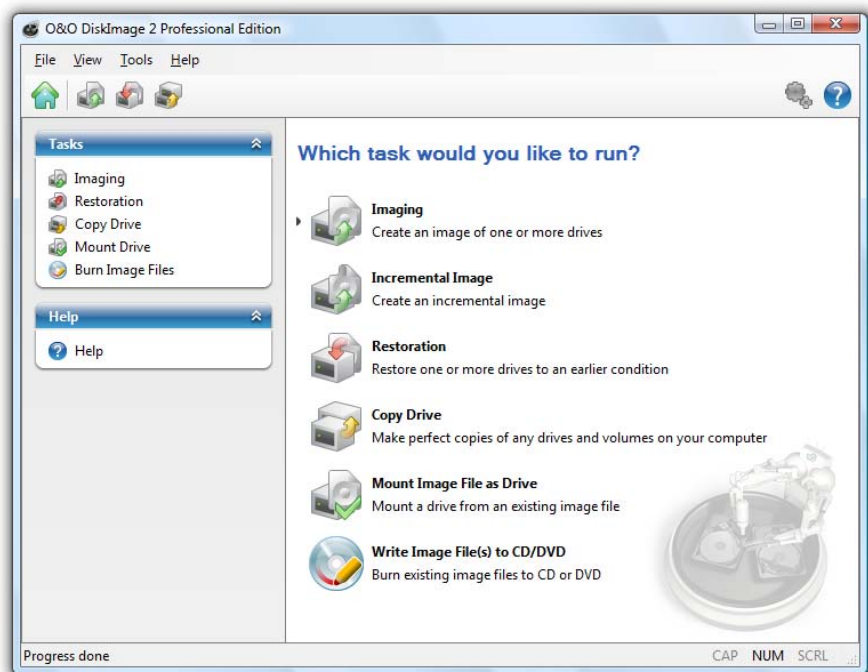 O&O DiskImage 2 Professional Edition
File View Tools Help
Tasks
Imaging
Restoration
Copy Drive
Mount Drive
Burn Image Files
Help
Help
Which task would you like to run?
Imaging
Create an image of one or more drives
Incremental Image
Create an incremental image
Restoration
Restore one or more drives to an earlier condition
Copy Drive
Make perfect copies of any drives and volumes on your computer
Mount Image File as Drive
Mount a drive from an existing image file
Write Image File(s) to CD/DVD
Burn existing image files to CD or DVD
Progress done CAP NUM SCRL